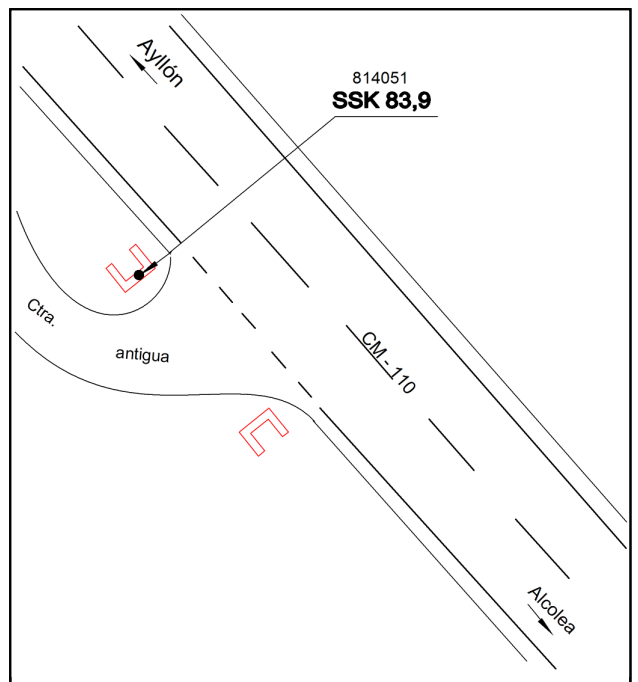 Ayllón
814051
SSK 83,9
Ctra.
antigua
CM - 110
Alcolea